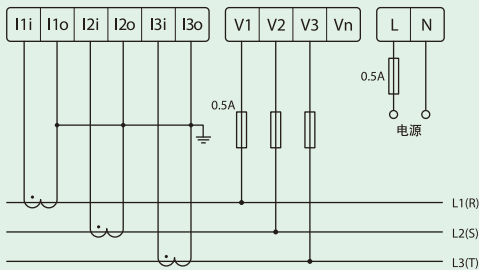 I1i I1o I2i I2o I3i I3o V1 V2 V3 Vn L N
0.5A
0.5A
电源
L1(R)
L2(S)
L3(T)